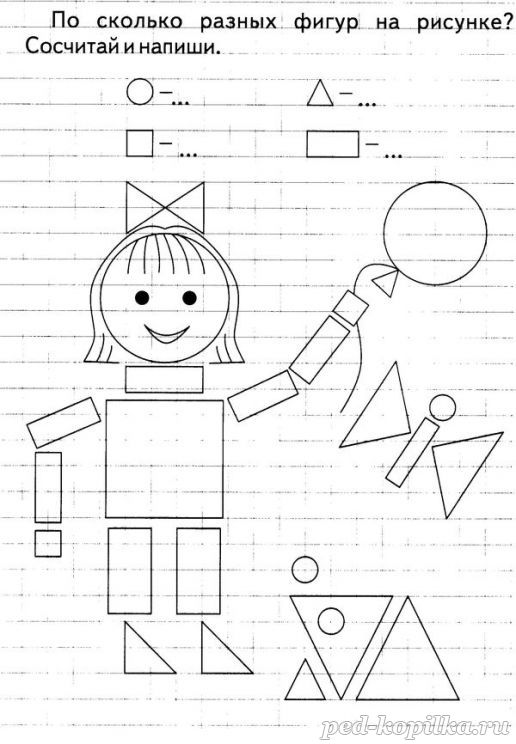 По сколько разных фигур на рисунке?
Сосчитай и напиши.
– ... – ...
– ... – ...
ped-kopilka.ru